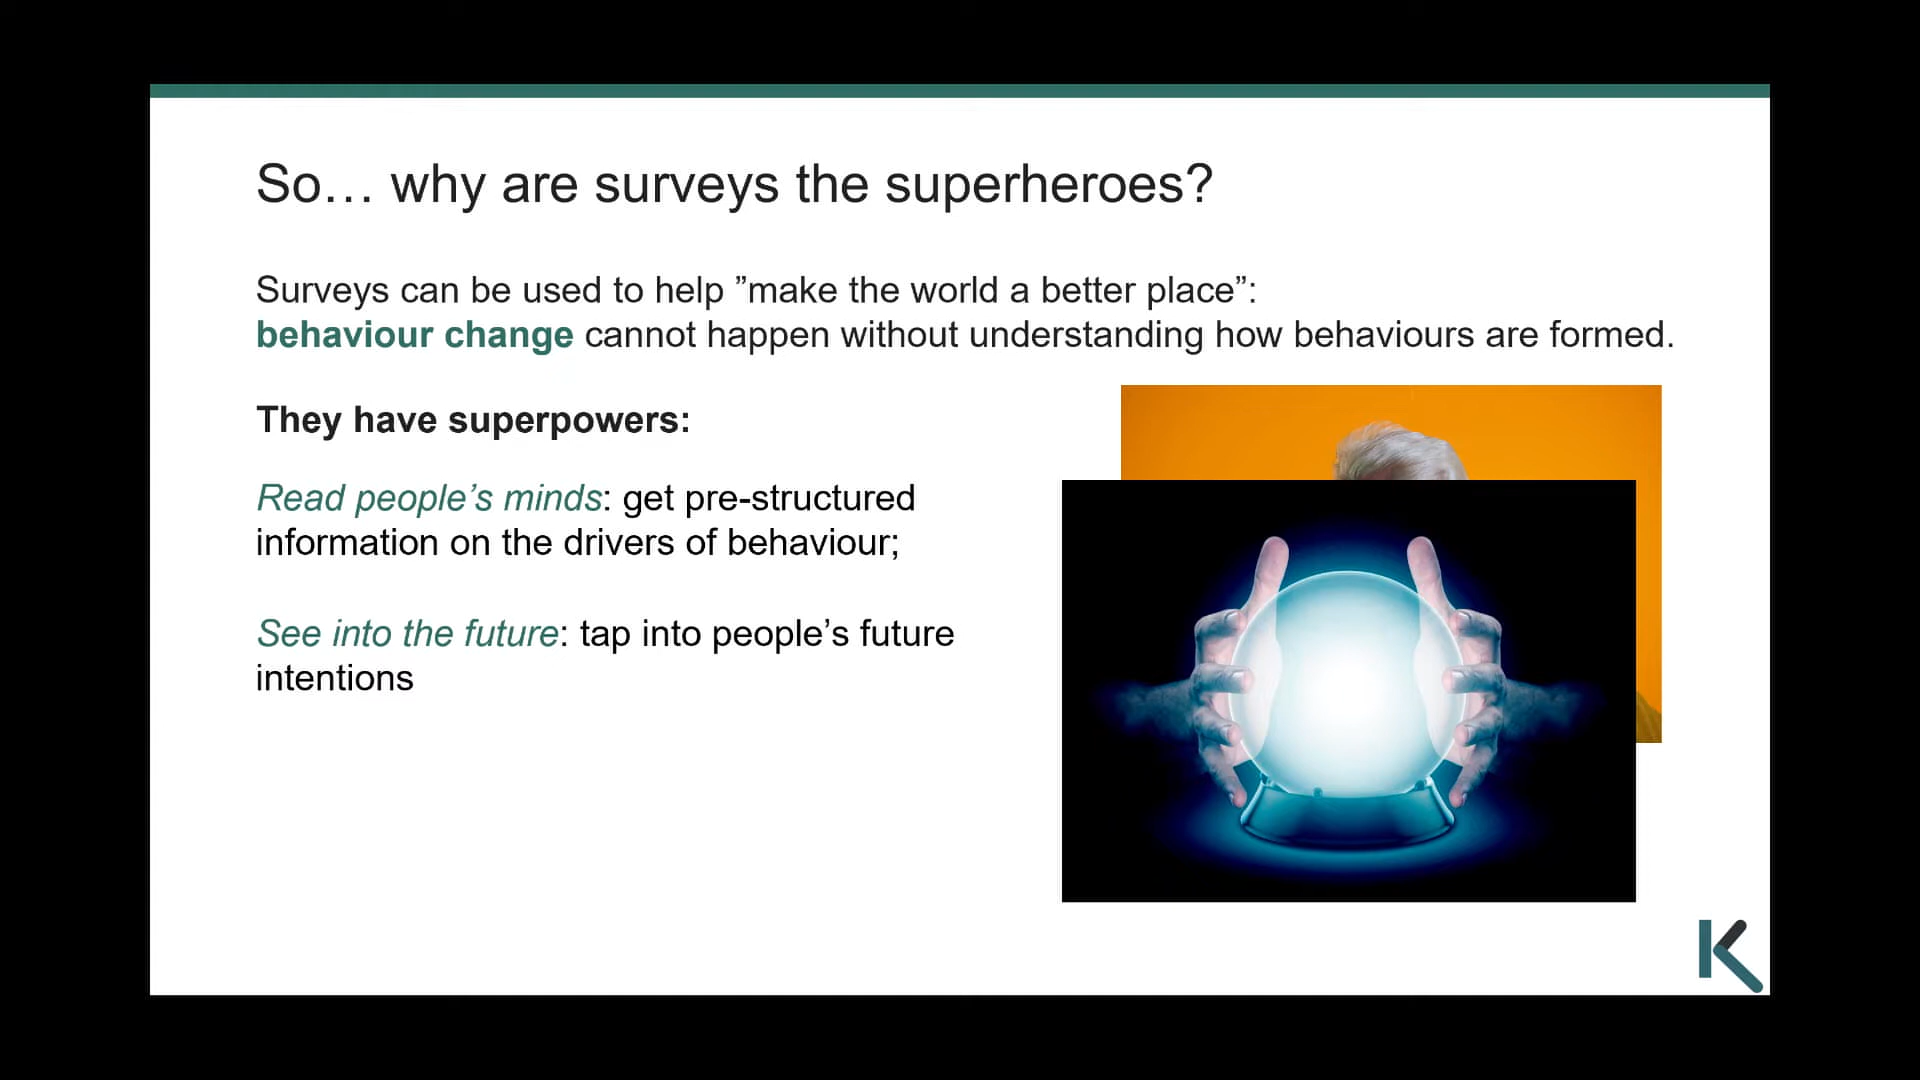 So… why are surveys the superheroes?
Surveys can be used to help ”make the world a better place”:
behaviour change cannot happen without understanding how behaviours are formed.
They have superpowers:
Read people’s minds: get pre-structured
information on the drivers of behaviour;
See into the future: tap into people’s future
intentions
K